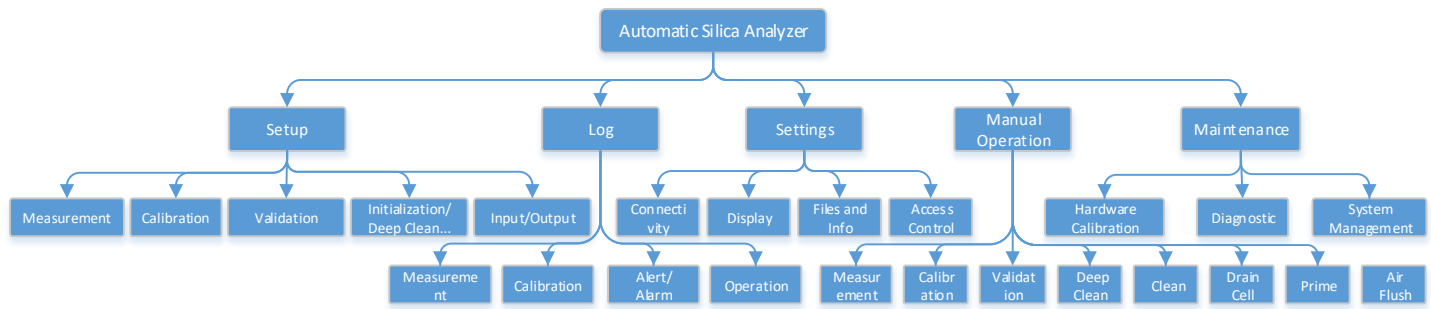 Automatic Silica Analyzer
Setup
Log
Settings
Manual
Operation
Maintenance
Measurement
Calibration
Validation
Initialization/
Deep Clean...
Input/Output
Connecti
vity
Display
Files and
Info
Access
Control
Hardware
Calibration
Diagnostic
System
Management
Measureme
nt
Calibration
Alert/
Alarm
Operation
Measur
ement
Calibr
ation
Validat
ion
Deep
Clean
Clean
Drain
Cell
Prime
Air
Flush